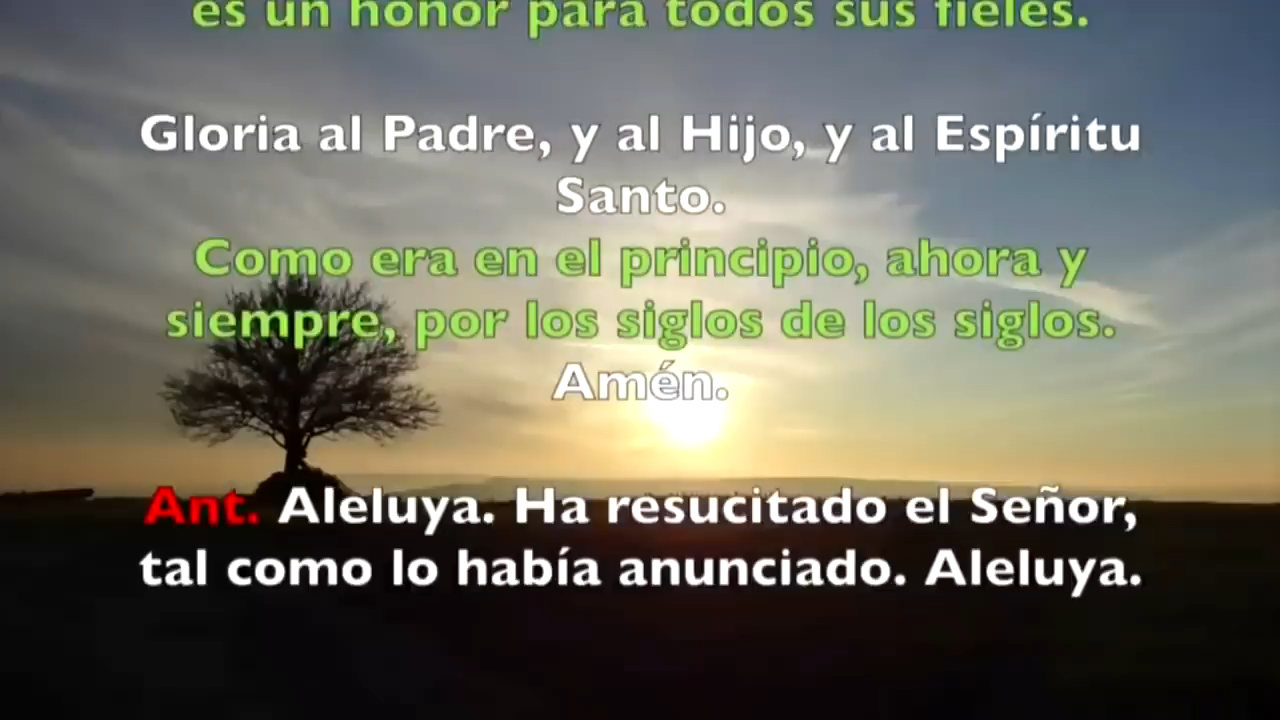 es un honor para todos sus fieles.
Gloria al Padre, y al Hijo, y al Espíritu
Santo.
Como era en el principio, ahora y
siempre, por los siglos de los siglos.
Amén.
Ant. Aleluya. Ha resucitado el Señor,
tal como lo había anunciado. Aleluya.